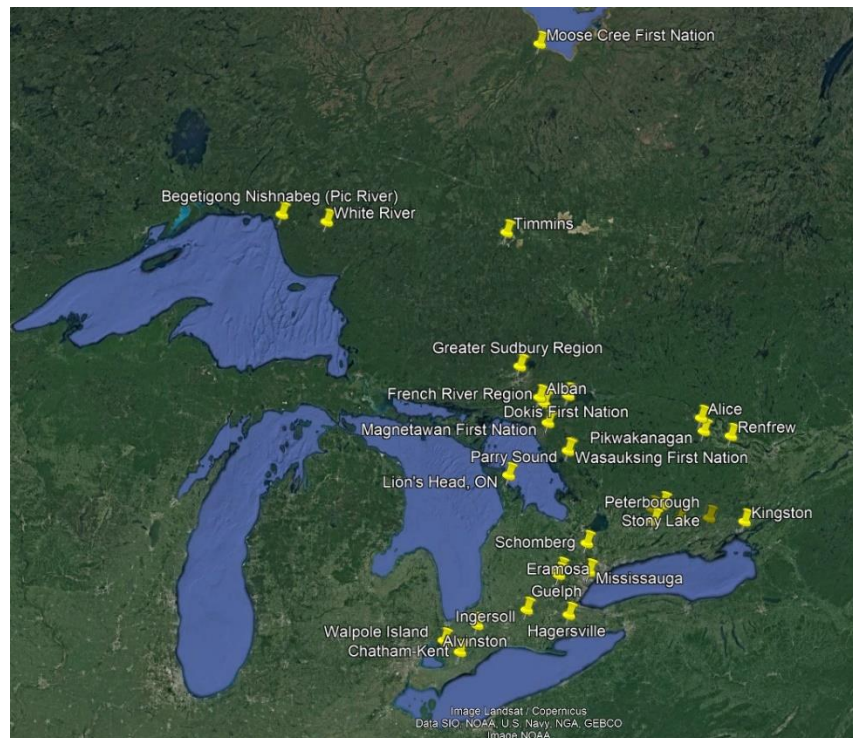 Moose Cree First Nation
Begetigong Nishnabeg (Pic River)
White River
Timmins
Greater Sudbury Region
French River Region
Alban
Dokis First Nation
Magnetawan First Nation
Alice
Pikwakanagan
Renfrew
Parry Sound
Wasauksing First Nation
Lion's Head, ON
Peterborough
Stony Lake
Kingston
Schomberg
Eramosa
Mississauga
Guelph
Ingersoll
Hagersville
Walpole Island
Alvinston
Chatham-Kent
Image Landsat / Copernicus
Data SIO, NOAA, U.S. Navy, NGA, GEBCO
Image NOAA